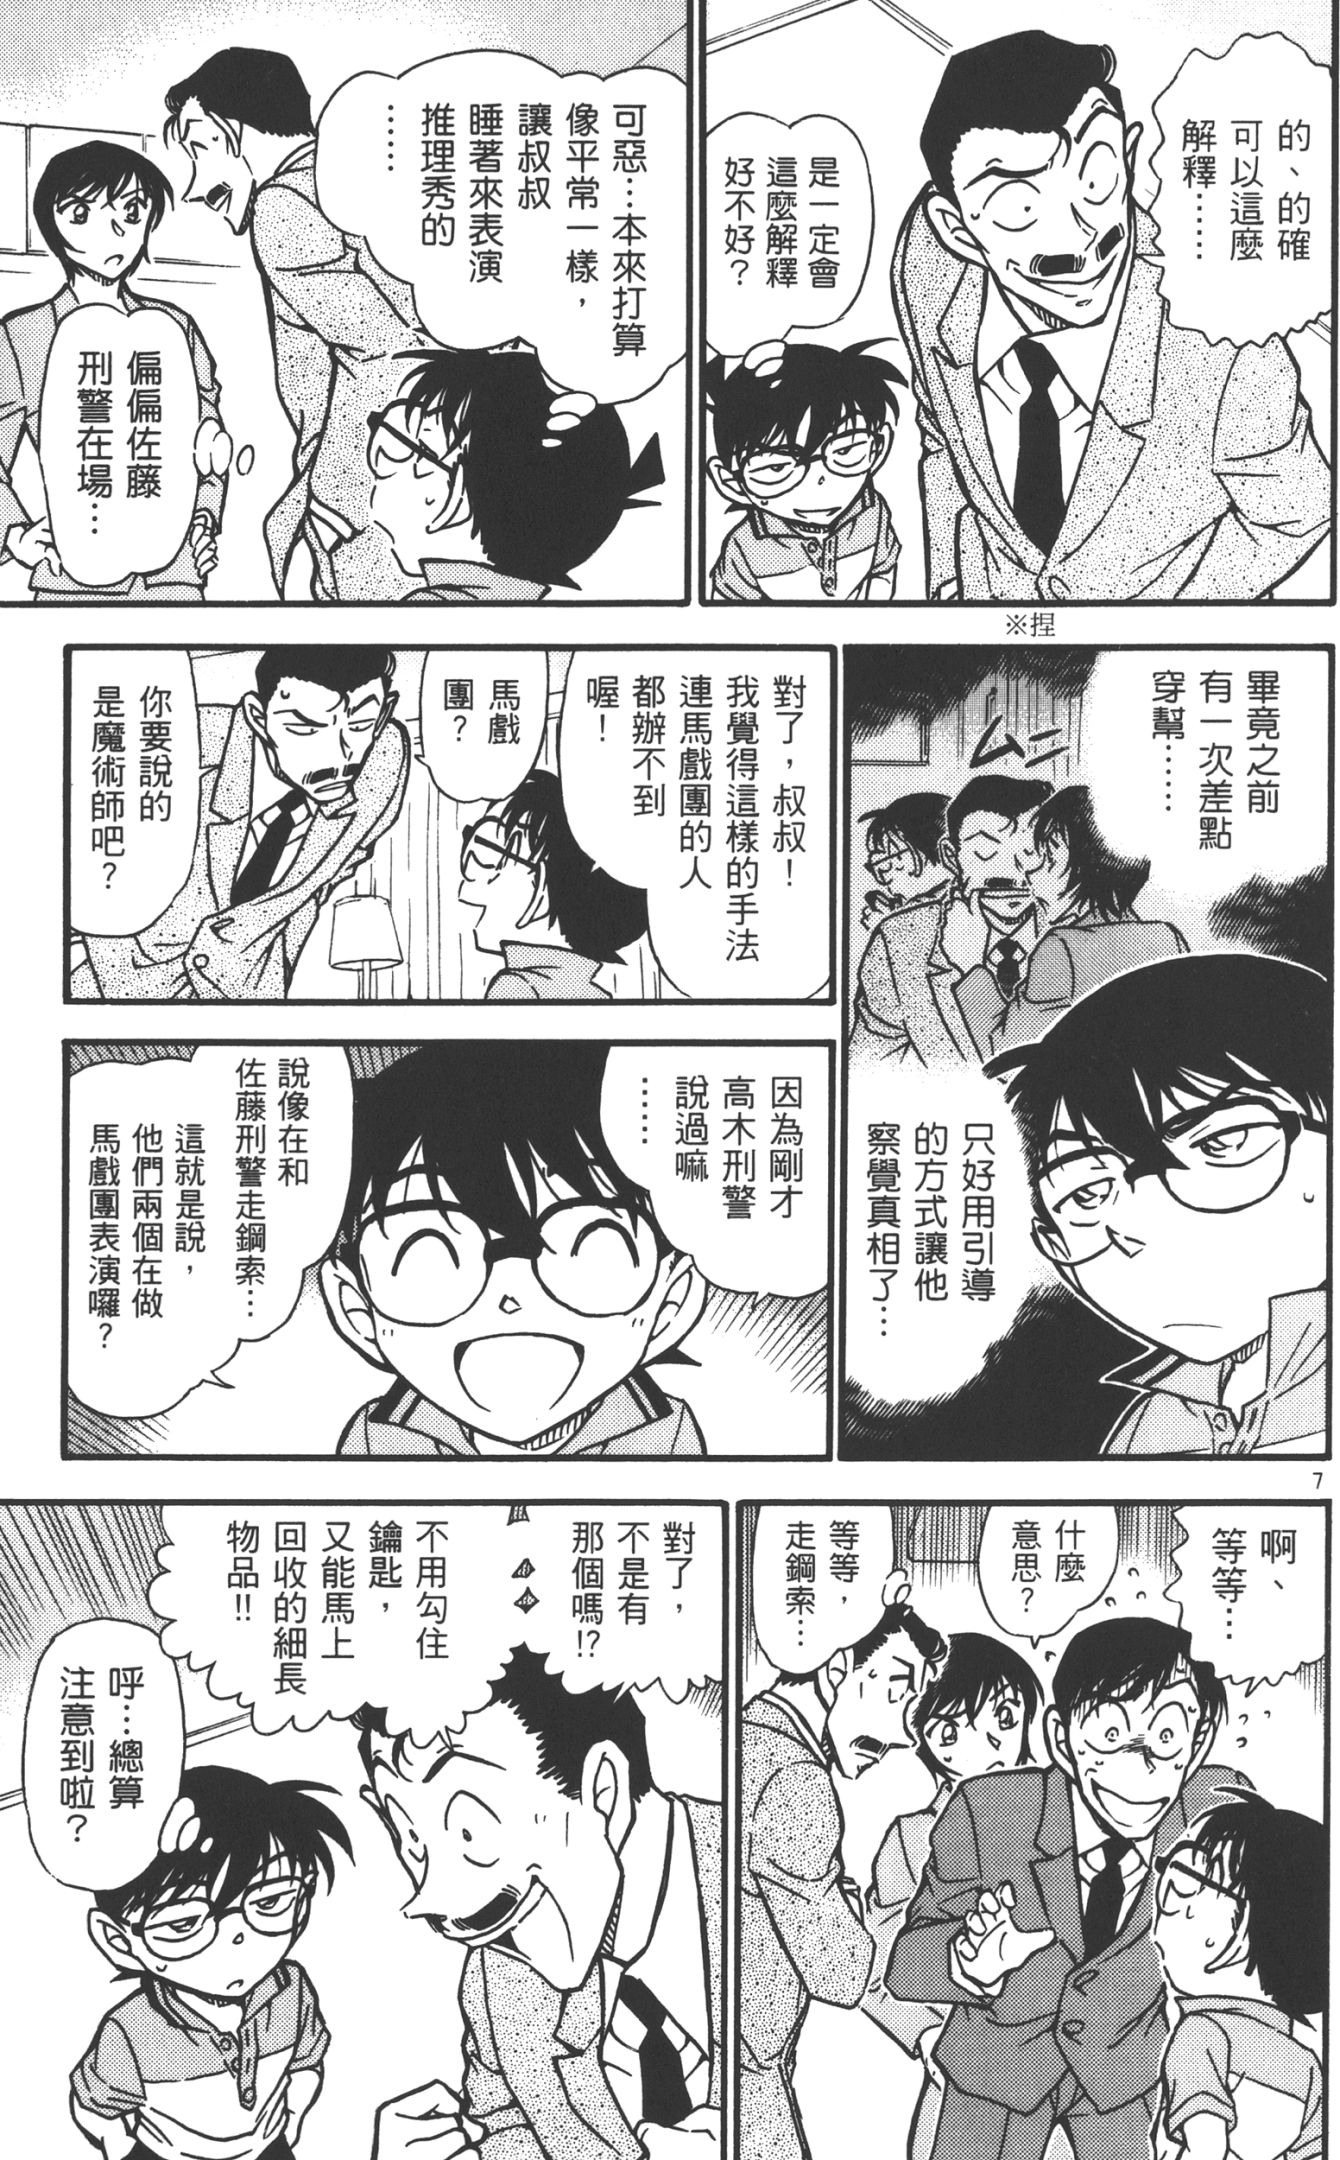 的、的確
可以這麼
解釋……
是一定會
這麼解釋
好不好？
可惡…本來打算
像平常一樣，
讓叔叔
睡著來表演
推理秀的
……
偏偏佐藤
刑警在場…
※捏
畢竟之前
有一次差點
穿幫……
ムニ
只好用引導
的方式讓他
察覺真相了…
對了，叔叔！
我覺得這樣的手法
連馬戲團的人
都辦不到
喔！
馬戲
團？
你要說的
是魔術師吧？
因為剛才
高木刑警
說過嘛
……
說像在和
佐藤刑警走鋼索…
這就是說，
他們兩個在做
馬戲團表演囉？
7
啊、
等等…
什麼
意思？
等等，
走鋼索…
對了，
不是有
那個嗎!?
不用勾住
鑰匙，
又能馬上
回收的細長
物品!!
呼…總算
注意到啦？